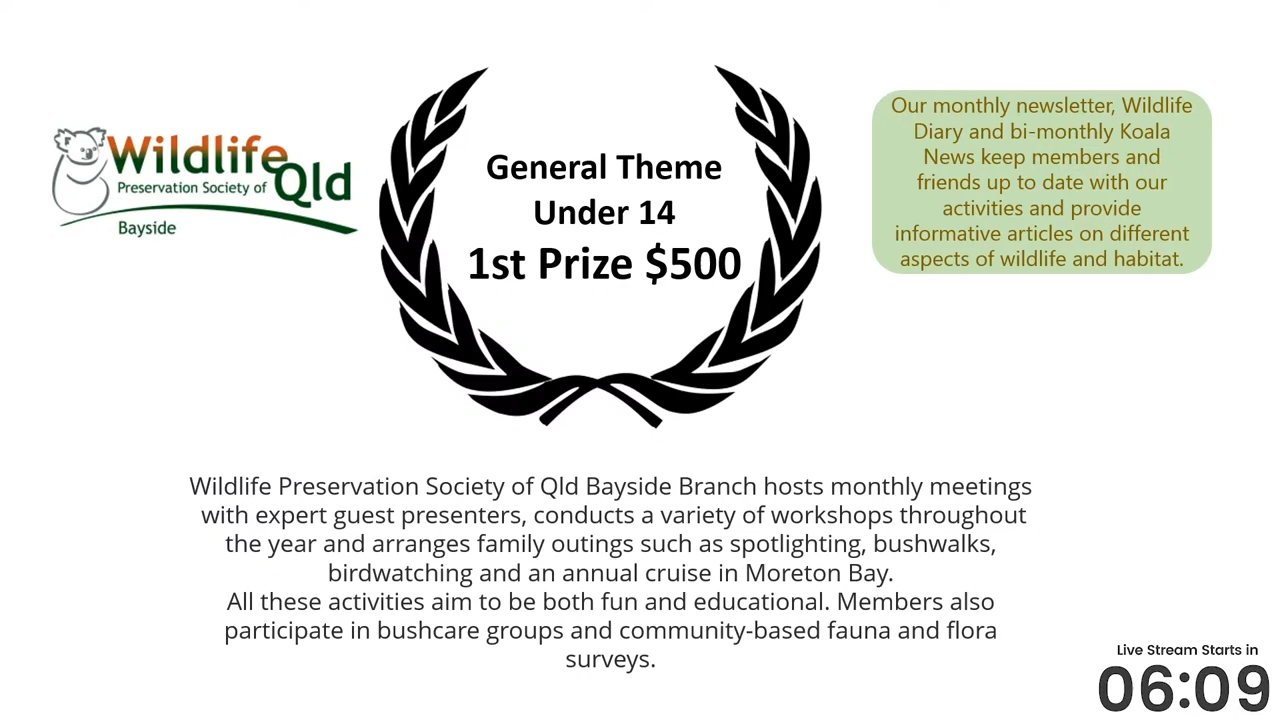 Wildlife
Preservation Society of Qld
Bayside
General Theme
Under 14
1st Prize $500
Our monthly newsletter, Wildlife
Diary and bi-monthly Koala
News keep members and
friends up to date with our
activities and provide
informative articles on different
aspects of wildlife and habitat.
Wildlife Preservation Society of Qld Bayside Branch hosts monthly meetings
with expert guest presenters, conducts a variety of workshops throughout
the year and arranges family outings such as spotlighting, bushwalks,
birdwatching and an annual cruise in Moreton Bay.
All these activities aim to be both fun and educational. Members also
participate in bushcare groups and community-based fauna and flora
surveys.
Live Stream Starts in
06:09